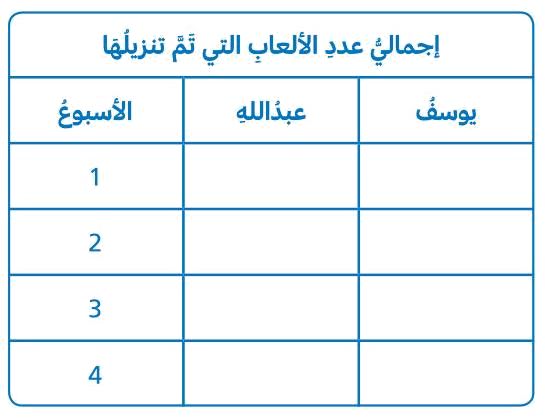 إجماليُّ عددِ الألعابِ التي تَمَّ تنزيلُهَا
يوسفُ عبدُاللهِ الأسبوعُ
1
2
3
4